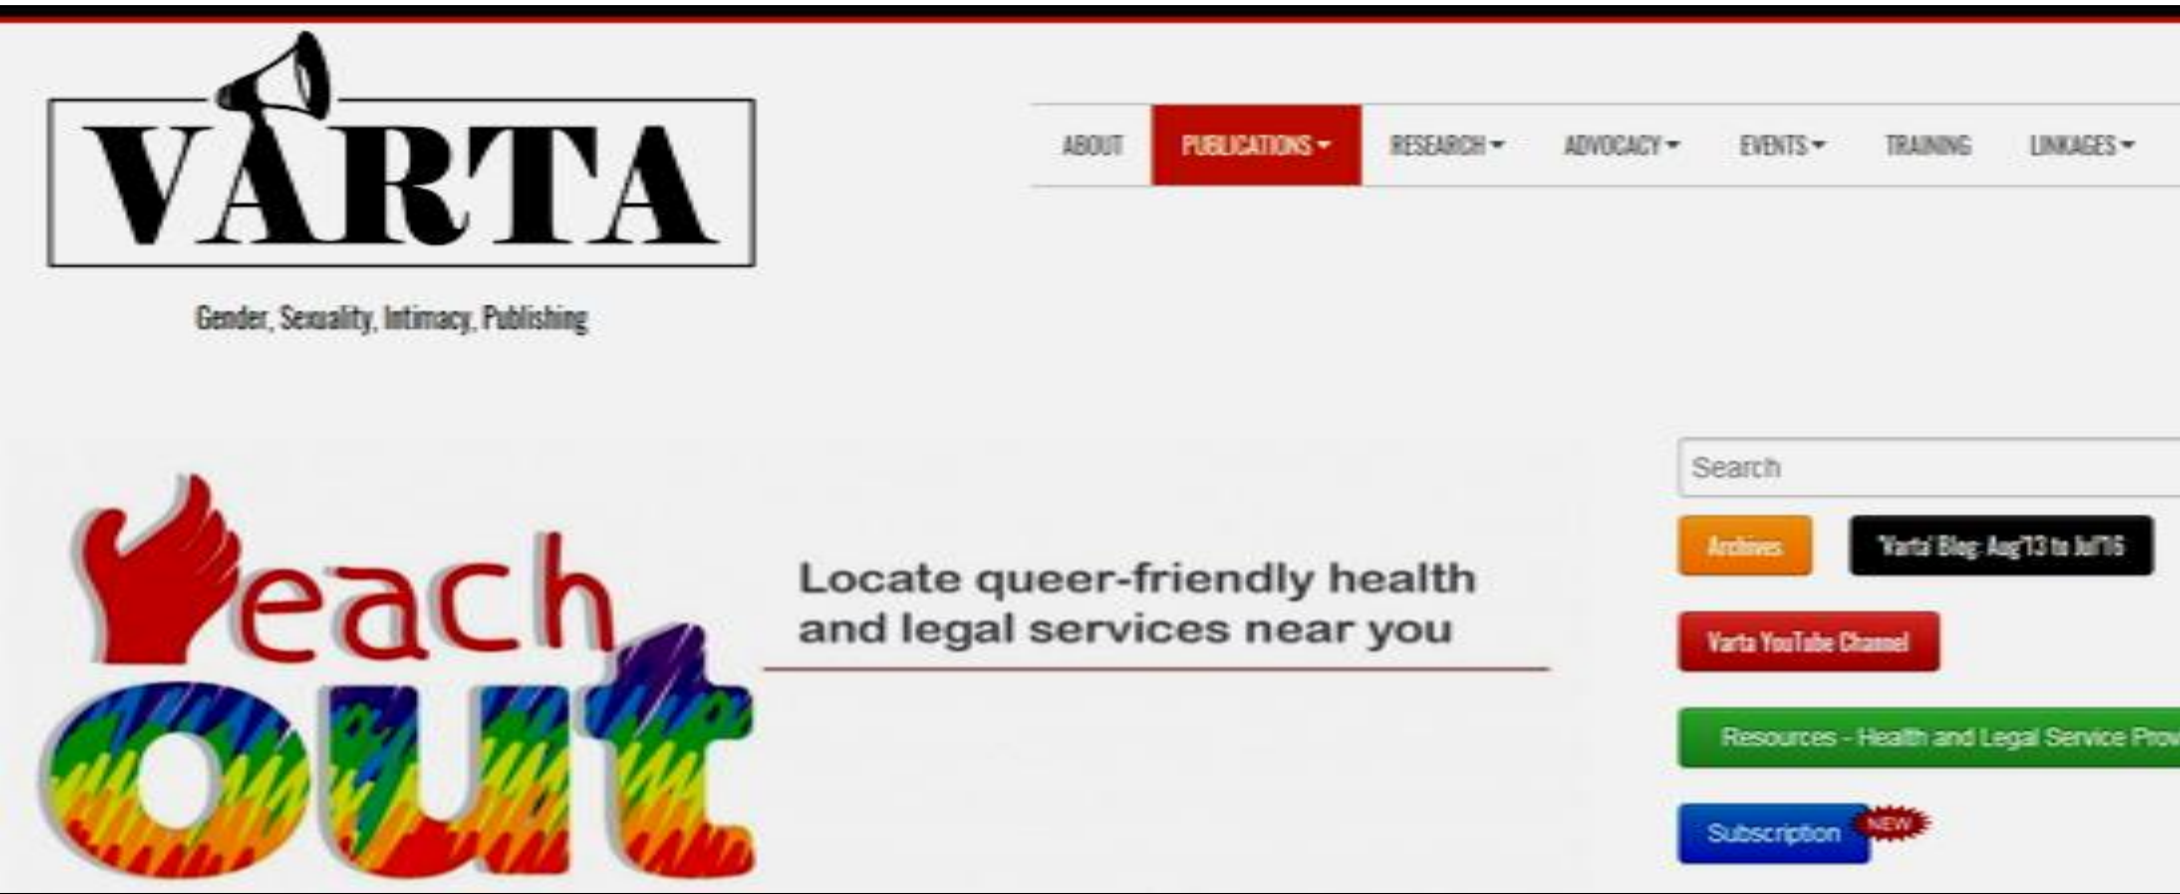 VARTA
Gender, Sexuality, Intimacy, Publishing
ABOUT PUBLICATIONS RESEARCH ADVOCACY EVENTS TRAINING LINKAGES
Reach
out
Locate queer-friendly health
and legal services near you
Search
Archives 'Varta' Blog: Aug'13 to Jul'16
Varta YouTube Channel
Resources - Health and Legal Service Prov
Subscription NEW